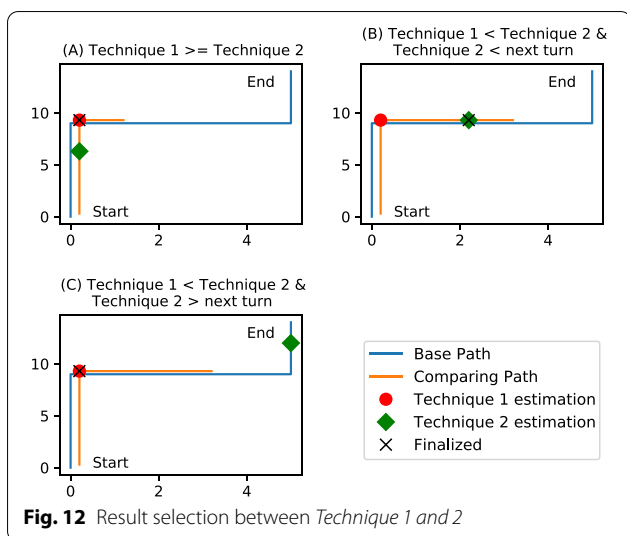 (A) Technique 1 >= Technique 2
End
10
5
0
Start
0 2 4
(B) Technique 1 < Technique 2 &
Technique 2 < next turn
End
10
5
0
Start
0 2 4
(C) Technique 1 < Technique 2 &
Technique 2 > next turn
End
10
5
0
Start
0 2 4
Base Path
Comparing Path
Technique 1 estimation
Technique 2 estimation
Finalized
Fig. 12 Result selection between Technique 1 and 2